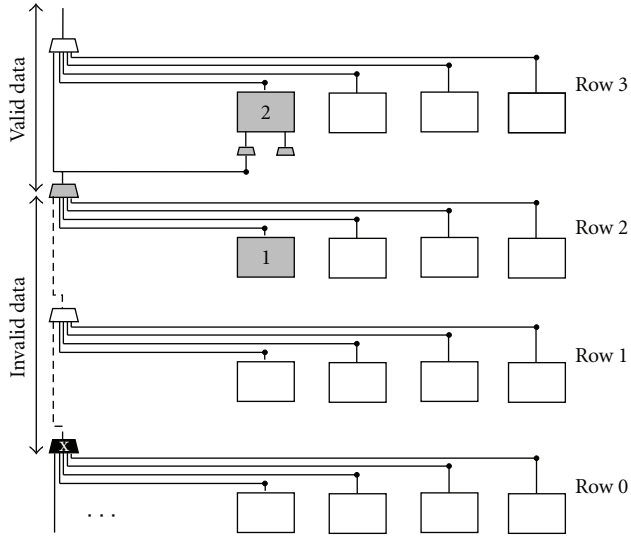 Valid data
Row 3
2
Row 2
1
Invalid data
Row 1
X
Row 0
. . .